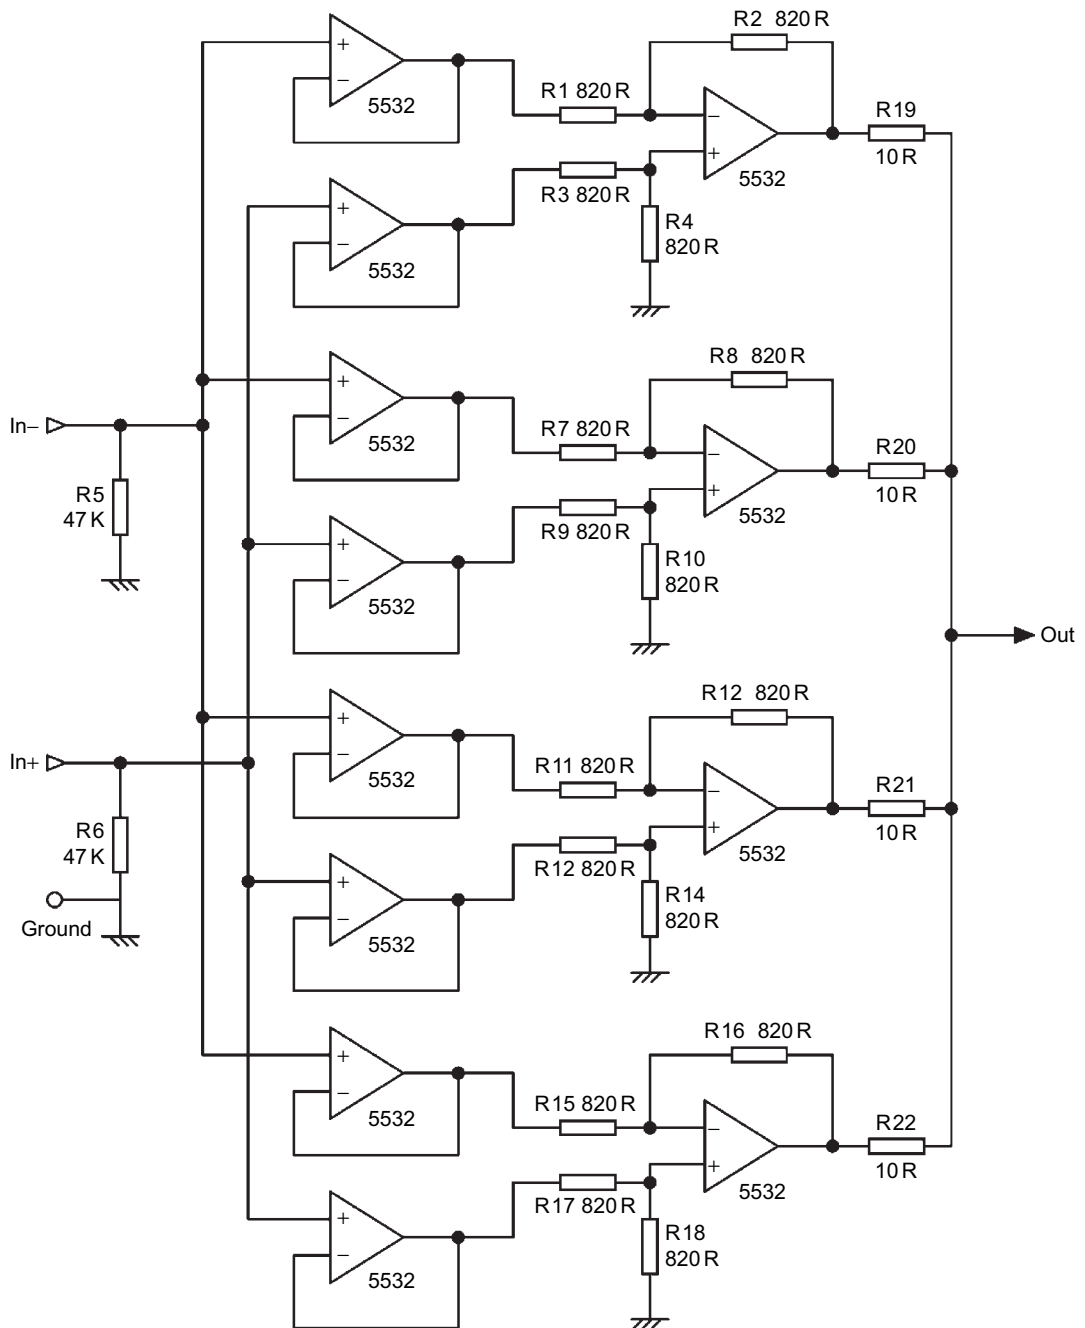 R2 820R
+
−
5532
R1 820R
−
+
5532
R19
10R
+
−
5532
R3 820R
R4
820R
R8 820R
+
−
5532
In−
R7 820R
−
+
5532
R20
10R
R5
47K
+
−
5532
R9 820R
R10
820R
Out
R12 820R
+
−
5532
In+
R11 820R
−
+
5532
R21
10R
R6
47K
Ground
+
−
5532
R12 820R
R14
820R
R16 820R
+
−
5532
R15 820R
−
+
5532
R22
10R
+
−
5532
R17 820R
R18
820R